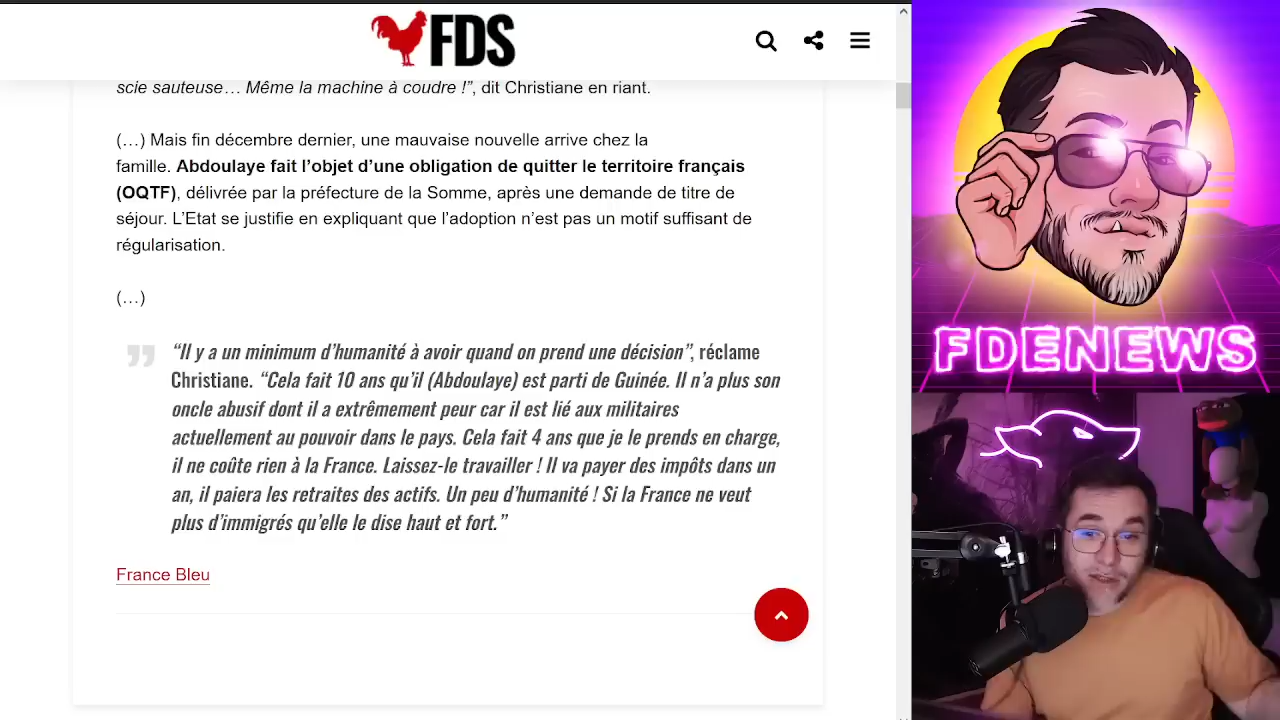 FDS
scie sauteuse… Même la machine à coudre !”, dit Christiane en riant.
(…) Mais fin décembre dernier, une mauvaise nouvelle arrive chez la
famille. Abdoulaye fait l’objet d’une obligation de quitter le territoire français
(OQTF), délivrée par la préfecture de la Somme, après une demande de titre de
séjour. L’Etat se justifie en expliquant que l’adoption n’est pas un motif suffisant de
régularisation.
(…)
“Il y a un minimum d’humanité à avoir quand on prend une décision”, réclame
Christiane. “Cela fait 10 ans qu’il (Abdoulaye) est parti de Guinée. Il n’a plus son
oncle abusif dont il a extrêmement peur car il est lié aux militaires
actuellement au pouvoir dans le pays. Cela fait 4 ans que je le prends en charge,
il ne coûte rien à la France. Laissez-le travailler ! Il va payer des impôts dans un
an, il paiera les retraites des actifs. Un peu d’humanité ! Si la France ne veut
plus d’immigrés qu’elle le dise haut et fort.”
France Bleu
FDENEWS